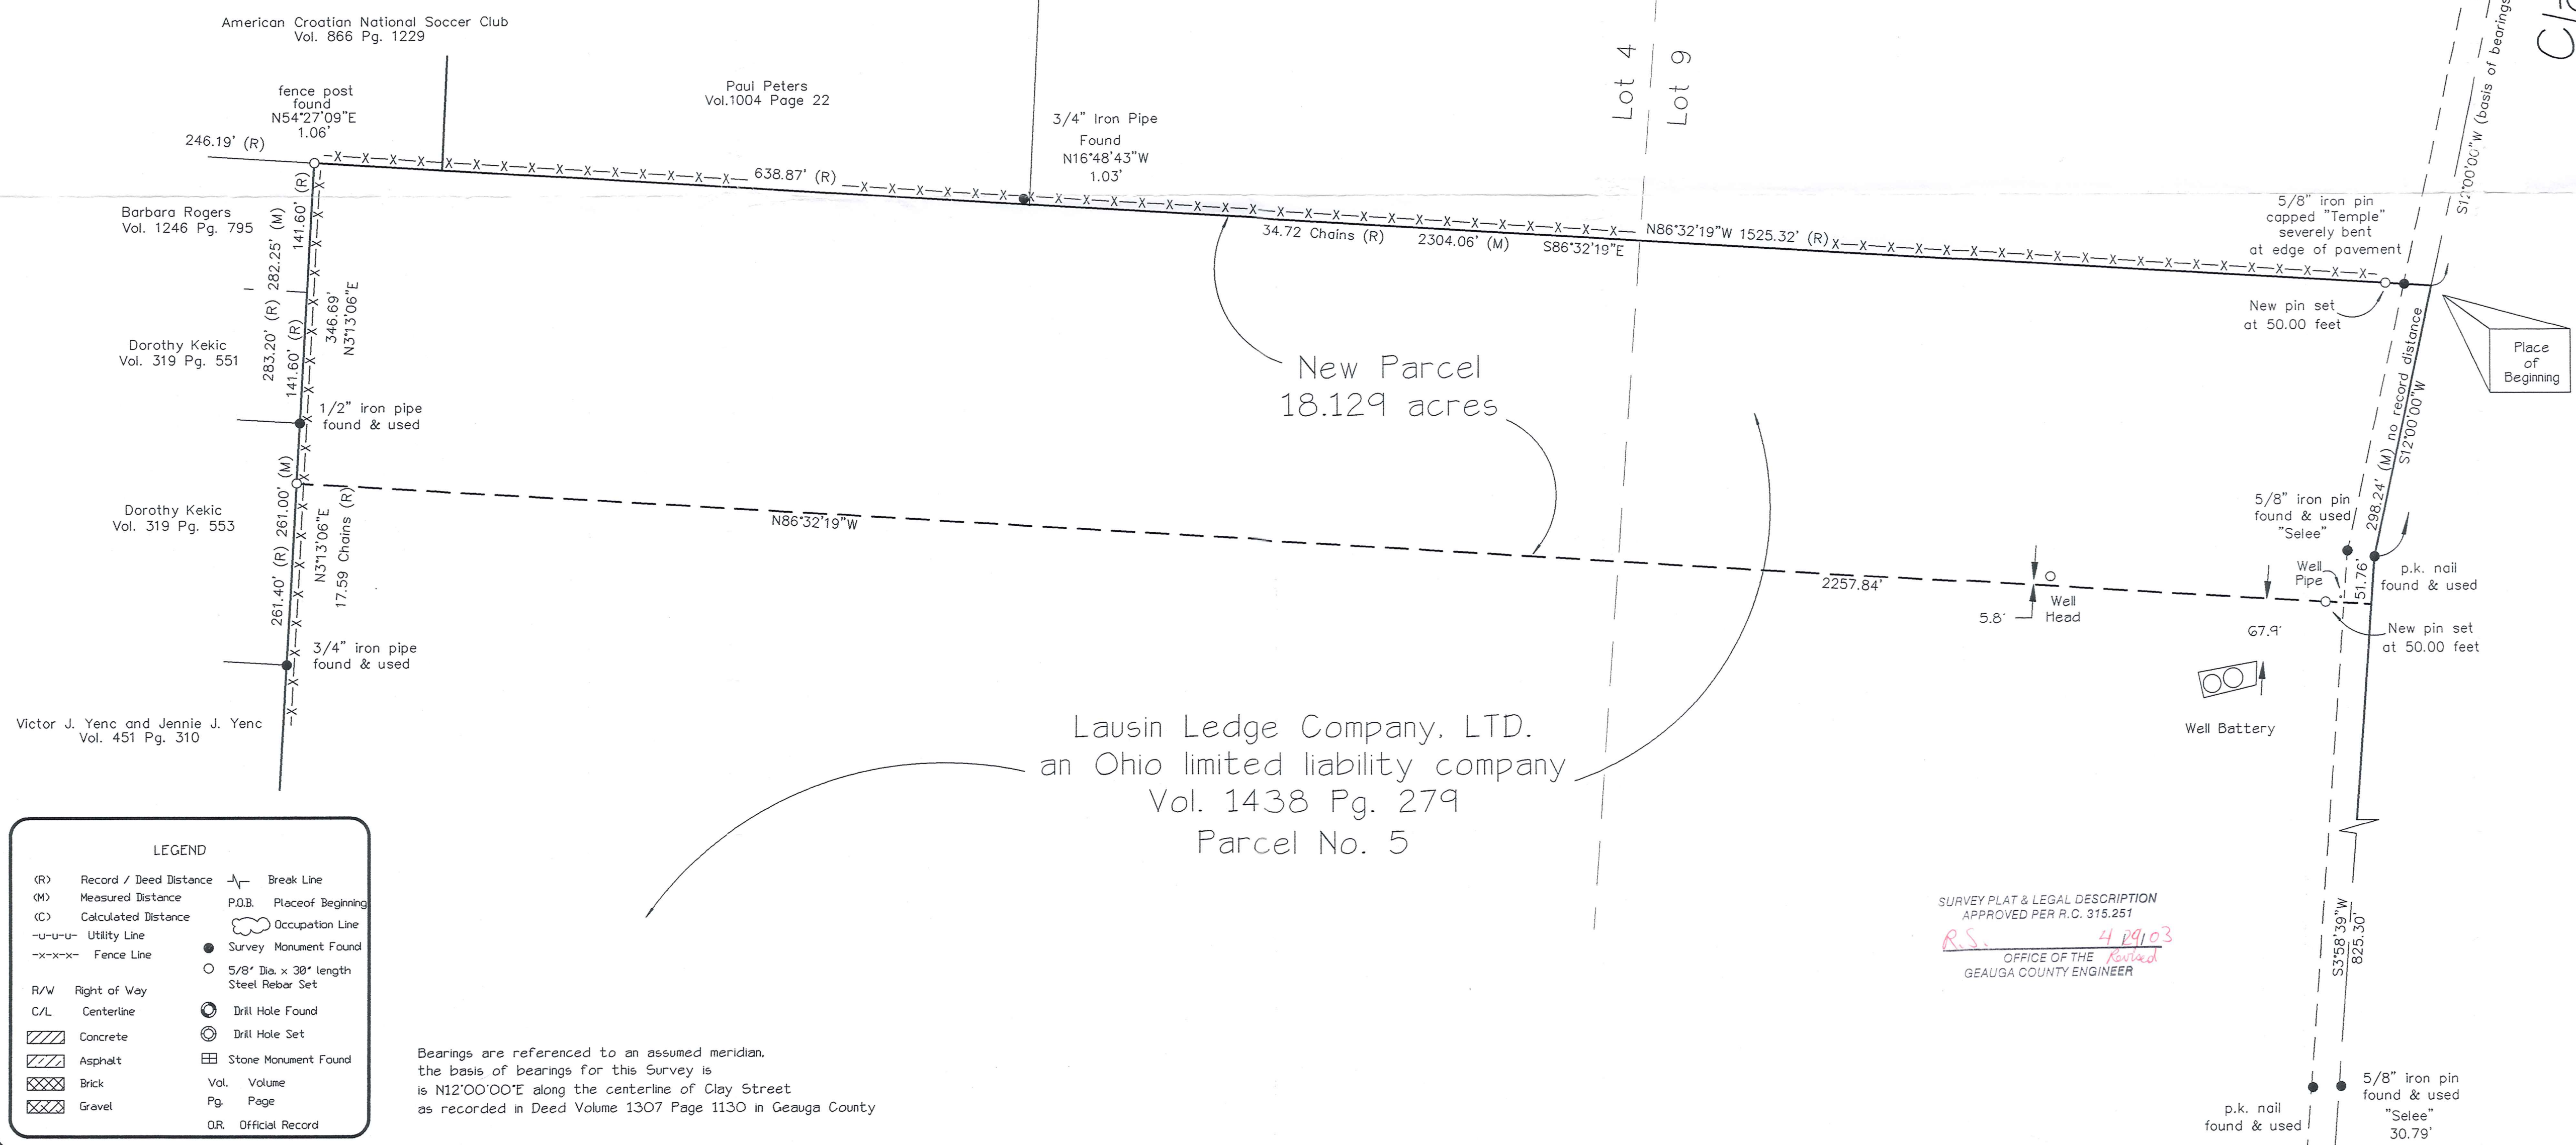 American Croatian National Soccer Club
Vol. 866 Pg. 1229
fence post
found
N54°27'09"E
1.06'
246.19' (R)
Paul Peters
Vol.1004 Page 22
3/4" Iron Pipe
Found
N16°48'43"W
1.03'
Lot 4
Lot 9
S12°00'00"W (basis of bearings
638.87' (R)
34.72 Chains (R)
2304.06' (M)
S86°32'19"E
N86°32'19"W 1525.32' (R)
5/8" iron pin
capped "Temple"
severely bent
at edge of pavement
New pin set
at 50.00 feet
Place
of
Beginning
Barbara Rogers
Vol. 1246 Pg. 795
141.60' (R)
283.20' (R) 282.25' (M)
141.60' (R)
346.69'
N3°13'06"E
Dorothy Kekic
Vol. 319 Pg. 551
1/2" iron pipe
found & used
New Parcel
18.129 acres
298.24' (M) no record distance
S12°00'00"W
Dorothy Kekic
Vol. 319 Pg. 553
261.40' (R) 261.00' (M)
N3°13'06"E
17.59 Chains (R)
N86°32'19"W
2257.84'
5/8" iron pin
found & used
"Selee"
Well
Pipe
51.76'
p.k. nail
found & used
5.8'
Well
Head
67.9'
New pin set
at 50.00 feet
3/4" iron pipe
found & used
Well Battery
Victor J. Yenc and Jennie J. Yenc
Vol. 451 Pg. 310
Lausin Ledge Company, LTD.
an Ohio limited liability company
Vol. 1438 Pg. 279
Parcel No. 5
LEGEND
(R) Record / Deed Distance
(M) Measured Distance
(C) Calculated Distance
-u-u-u- Utility Line
-x-x-x- Fence Line
R/W Right of Way
C/L Centerline
Concrete
Asphalt
Brick
Gravel
Break Line
P.O.B. Placeof Beginning
Occupation Line
Survey Monument Found
5/8" Dia. x 30" length
Steel Rebar Set
Drill Hole Found
Drill Hole Set
Stone Monument Found
Vol. Volume
Pg. Page
O.R. Official Record
Bearings are referenced to an assumed meridian,
the basis of bearings for this Survey is
is N12°00'00"E along the centerline of Clay Street
as recorded in Deed Volume 1307 Page 1130 in Geauga County
SURVEY PLAT & LEGAL DESCRIPTION
APPROVED PER R.C. 315.251
R.S. 4/29/03
OFFICE OF THE Revised
GEAUGA COUNTY ENGINEER
S3°58'39"W
825.30'
p.k. nail
found & used
5/8" iron pin
found & used
"Selee"
30.79'